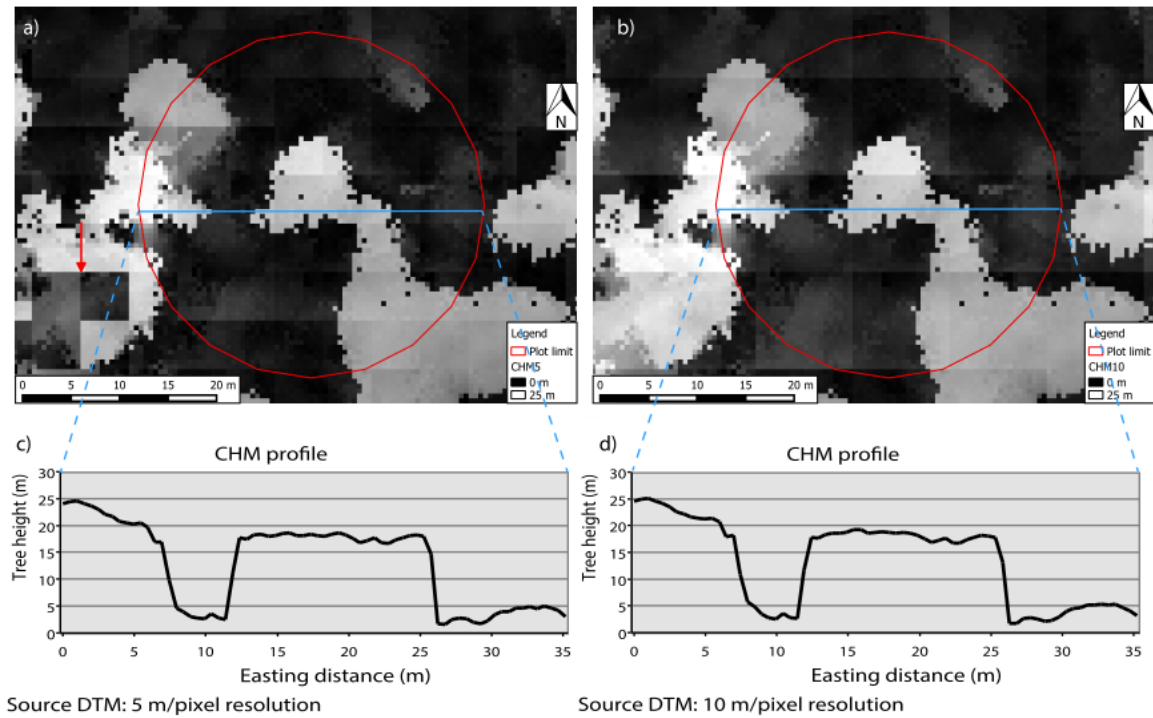 a)
N
Legend
Plot limit
CHM5
0 m
25 m
0 5 10 15 20 m
b)
N
Legend
Plot limit
CHM10
0 m
25 m
0 5 10 15 20 m
c)
CHM profile
Tree height (m)
30
25
20
15
10
5
0
0 5 10 15 20 25 30 35
Easting distance (m)
Source DTM: 5 m/pixel resolution
d)
CHM profile
Tree height (m)
30
25
20
15
10
5
0
0 5 10 15 20 25 30 35
Easting distance (m)
Source DTM: 10 m/pixel resolution